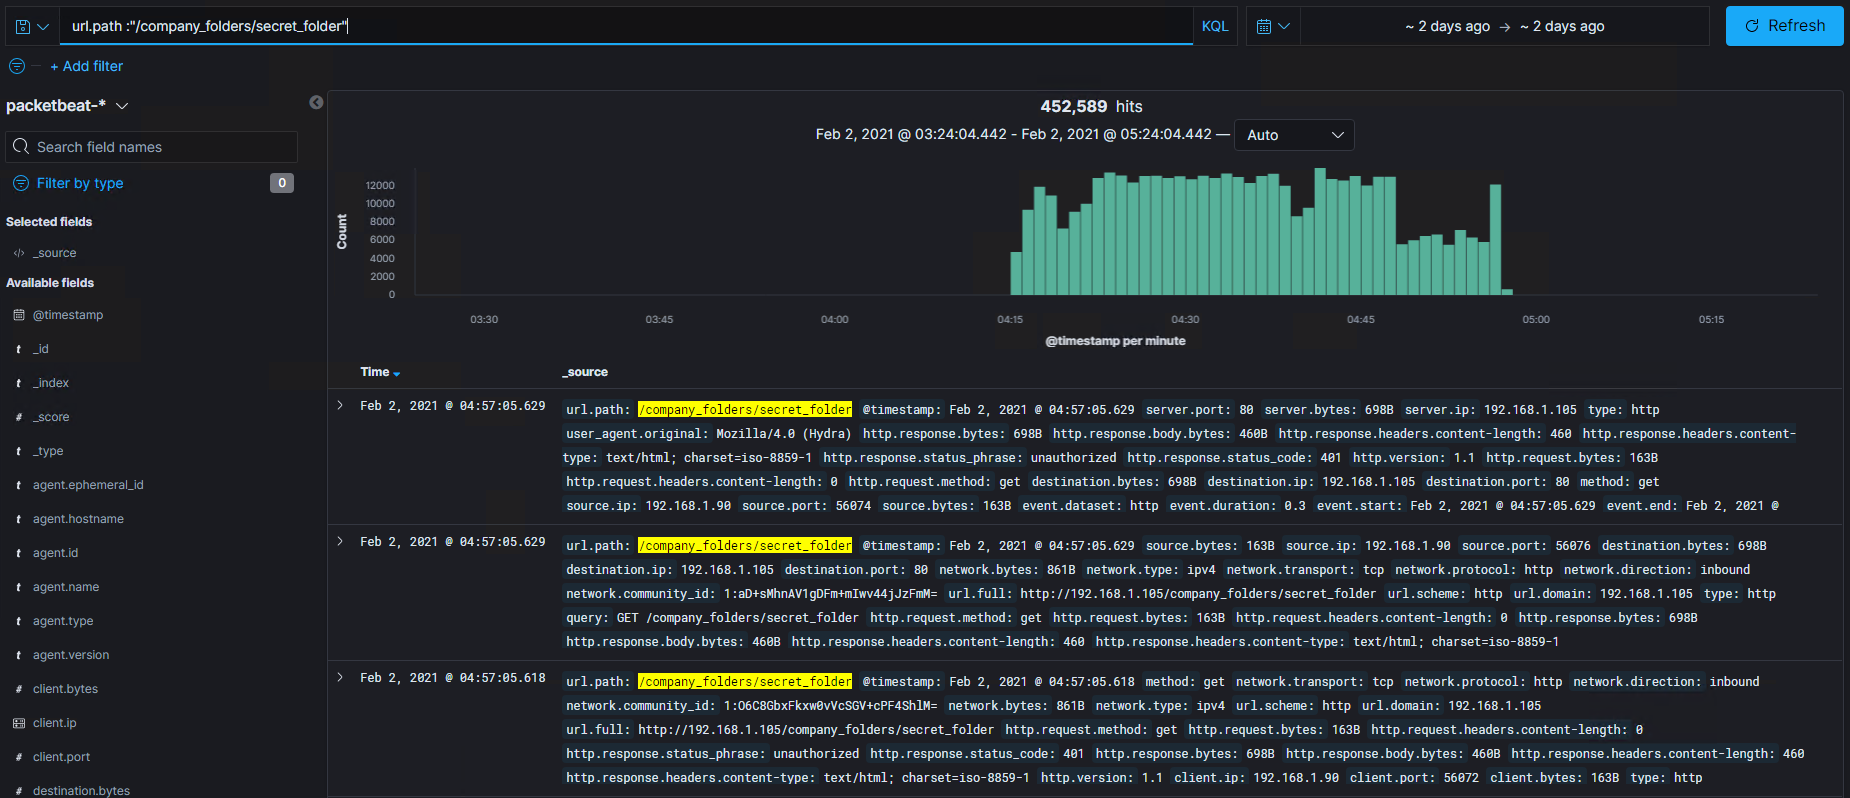 url.path :"/company_folders/secret_folder"
KQL
~ 2 days ago → ~ 2 days ago
Refresh
+ Add filter
packetbeat-*
Search field names
Filter by type
0
Selected fields
_source
Available fields
@timestamp
_id
_index
_score
_type
agent.ephemeral_id
agent.hostname
agent.id
agent.name
agent.type
agent.version
client.bytes
client.ip
client.port
destination.bytes
452,589 hits
Feb 2, 2021 @ 03:24:04.442 - Feb 2, 2021 @ 05:24:04.442 —
Auto
Count
12000
10000
8000
6000
4000
2000
0
03:30 03:45 04:00 04:15 04:30 04:45 05:00 05:15
@timestamp per minute
Time _source
Feb 2, 2021 @ 04:57:05.629
url.path: /company_folders/secret_folder @timestamp: Feb 2, 2021 @ 04:57:05.629 server.port: 80 server.bytes: 698B server.ip: 192.168.1.105 type: http
user_agent.original: Mozilla/4.0 (Hydra) http.response.bytes: 698B http.response.body.bytes: 460B http.response.headers.content-length: 460 http.response.headers.content-
type: text/html; charset=iso-8859-1 http.response.status_phrase: unauthorized http.response.status_code: 401 http.version: 1.1 http.request.bytes: 163B
http.request.headers.content-length: 0 http.request.method: get destination.bytes: 698B destination.ip: 192.168.1.105 destination.port: 80 method: get
source.ip: 192.168.1.90 source.port: 56074 source.bytes: 163B event.dataset: http event.duration: 0.3 event.start: Feb 2, 2021 @ 04:57:05.629 event.end: Feb 2, 2021 @
Feb 2, 2021 @ 04:57:05.629
url.path: /company_folders/secret_folder @timestamp: Feb 2, 2021 @ 04:57:05.629 source.bytes: 163B source.ip: 192.168.1.90 source.port: 56076 destination.bytes: 698B
destination.ip: 192.168.1.105 destination.port: 80 network.bytes: 861B network.type: ipv4 network.transport: tcp network.protocol: http network.direction: inbound
network.community_id: 1:aD+sMhnAV1gDFm+mIwv44jJzFmM= url.full: http://192.168.1.105/company_folders/secret_folder url.scheme: http url.domain: 192.168.1.105 type: http
query: GET /company_folders/secret_folder http.request.method: get http.request.bytes: 163B http.request.headers.content-length: 0 http.response.bytes: 698B
http.response.body.bytes: 460B http.response.headers.content-length: 460 http.response.headers.content-type: text/html; charset=iso-8859-1
Feb 2, 2021 @ 04:57:05.618
url.path: /company_folders/secret_folder @timestamp: Feb 2, 2021 @ 04:57:05.618 method: get network.transport: tcp network.protocol: http network.direction: inbound
network.community_id: 1:O6C8GbxFkxw0vVcSGV+cPF4ShlM= network.bytes: 861B network.type: ipv4 url.scheme: http url.domain: 192.168.1.105
url.full: http://192.168.1.105/company_folders/secret_folder http.request.method: get http.request.bytes: 163B http.request.headers.content-length: 0
http.response.status_phrase: unauthorized http.response.status_code: 401 http.response.bytes: 698B http.response.body.bytes: 460B http.response.headers.content-length: 460
http.response.headers.content-type: text/html; charset=iso-8859-1 http.version: 1.1 client.ip: 192.168.1.90 client.port: 56072 client.bytes: 163B type: http